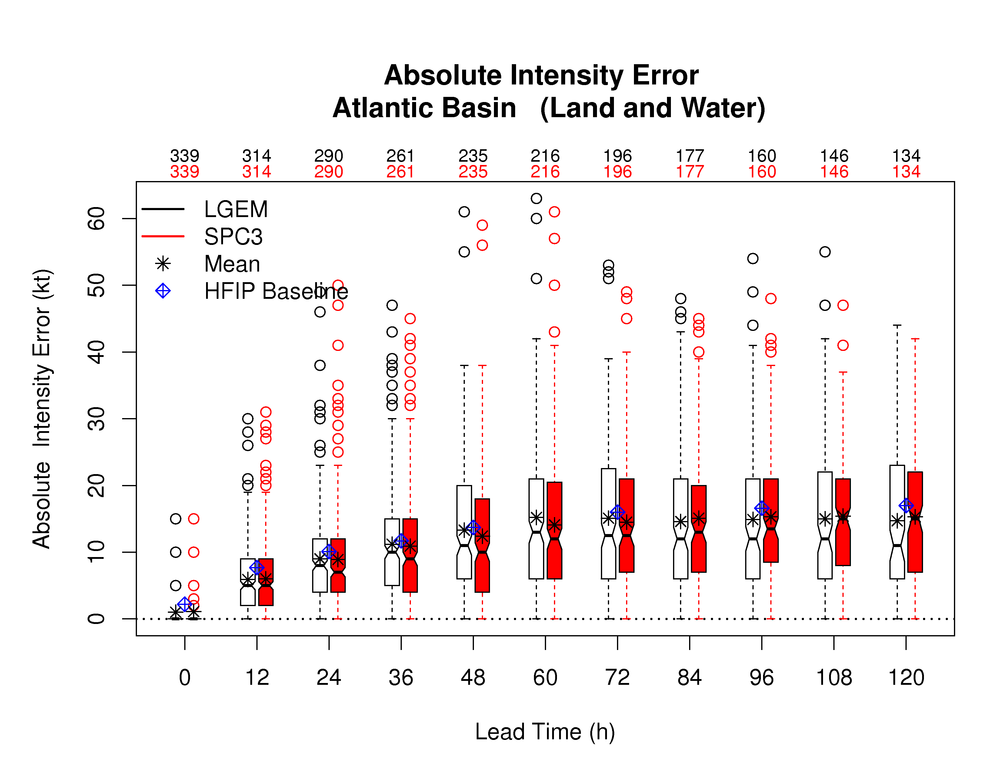 Absolute Intensity Error
Atlantic Basin (Land and Water)
339 314 290 261 235 216 196 177 160 146 134
339 314 290 261 235 216 196 177 160 146 134
LGEM
SPC3
Mean
HFIP Baseline
Absolute Intensity Error (kt)
60
50
40
30
20
10
0
0 12 24 36 48 60 72 84 96 108 120
Lead Time (h)